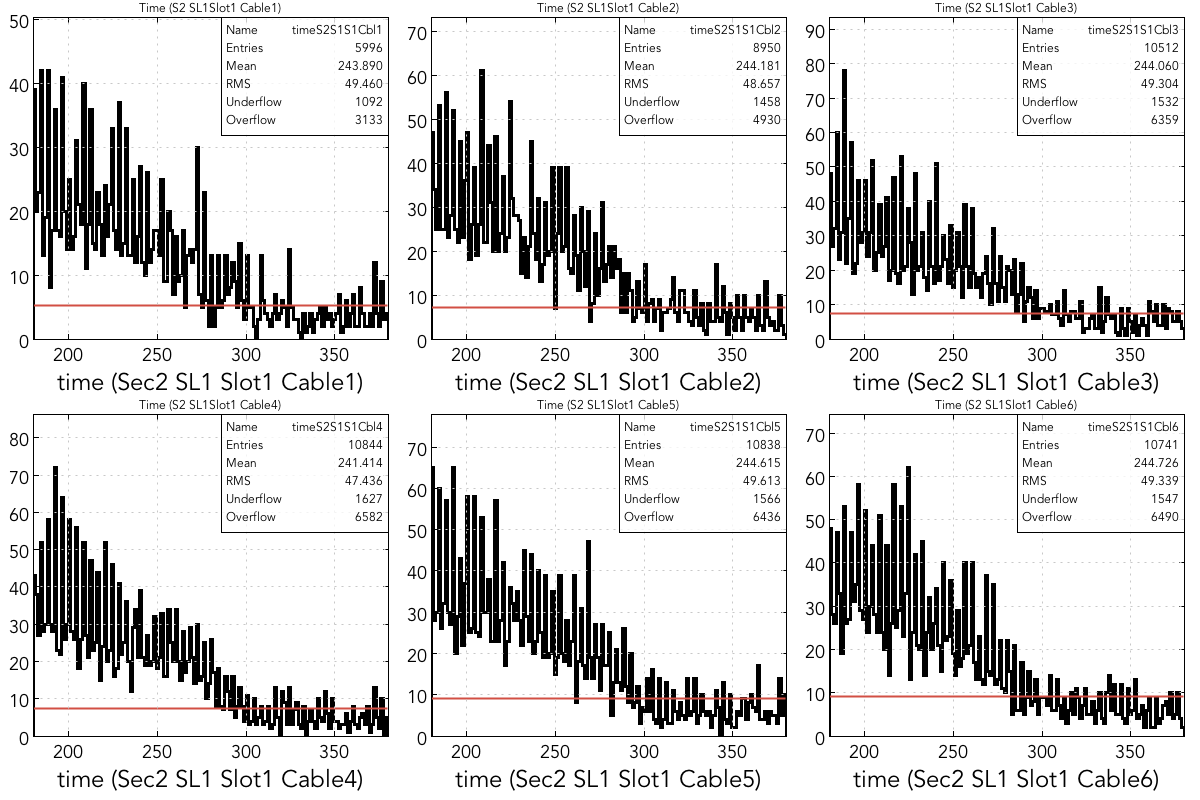 Time (S2 SL1Slot1 Cable1)
50
40
30
20
10
0
200 250 300 350
Name timeS2S1S1Cbl1
Entries 5996
Mean 243.890
RMS 49.460
Underflow 1092
Overflow 3133
time (Sec2 SL1 Slot1 Cable1)
Time (S2 SL1Slot1 Cable2)
70
60
50
40
30
20
10
0
200 250 300 350
Name timeS2S1S1Cbl2
Entries 8950
Mean 244.181
RMS 48.657
Underflow 1458
Overflow 4930
time (Sec2 SL1 Slot1 Cable2)
Time (S2 SL1Slot1 Cable3)
90
80
70
60
50
40
30
20
10
0
200 250 300 350
Name timeS2S1S1Cbl3
Entries 10512
Mean 244.060
RMS 49.304
Underflow 1532
Overflow 6359
time (Sec2 SL1 Slot1 Cable3)
Time (S2 SL1Slot1 Cable4)
80
70
60
50
40
30
20
10
0
200 250 300 350
Name timeS2S1S1Cbl4
Entries 10844
Mean 241.414
RMS 47.436
Underflow 1627
Overflow 6582
time (Sec2 SL1 Slot1 Cable4)
Time (S2 SL1Slot1 Cable5)
70
60
50
40
30
20
10
0
200 250 300 350
Name timeS2S1S1Cbl5
Entries 10838
Mean 244.615
RMS 49.613
Underflow 1566
Overflow 6436
time (Sec2 SL1 Slot1 Cable5)
Time (S2 SL1Slot1 Cable6)
70
60
50
40
30
20
10
0
200 250 300 350
Name timeS2S1S1Cbl6
Entries 10741
Mean 244.726
RMS 49.339
Underflow 1547
Overflow 6490
time (Sec2 SL1 Slot1 Cable6)